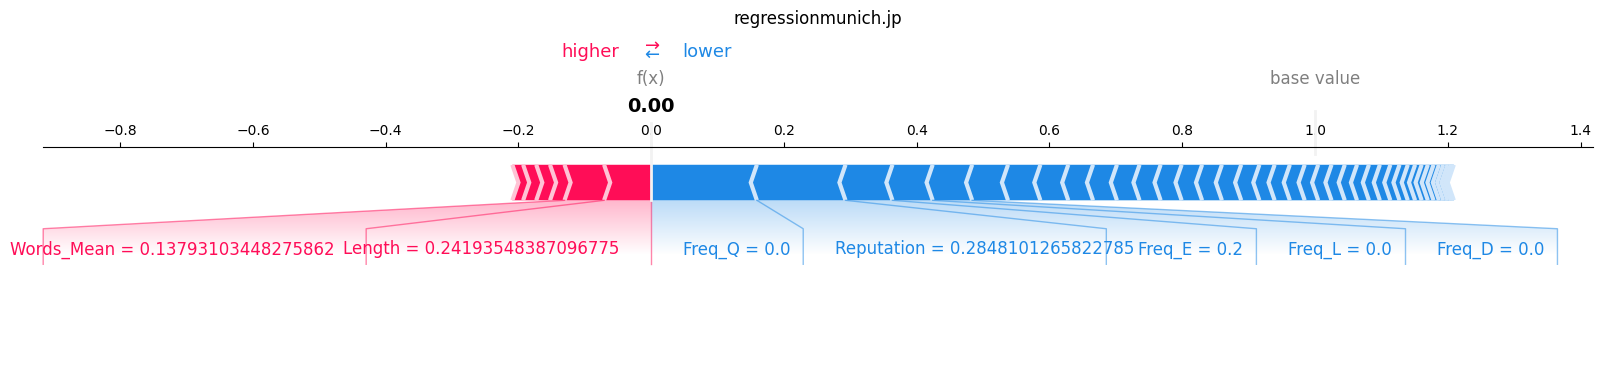 regressionmunich.jp
higher → ← lower
f(x) base value
0.00
−0.8 −0.6 −0.4 −0.2 0.0 0.2 0.4 0.6 0.8 1.0 1.2 1.4
Words_Mean = 0.13793103448275862 Length = 0.24193548387096775 Freq_Q = 0.0 Reputation = 0.2848101265822785 Freq_E = 0.2 Freq_L = 0.0 Freq_D = 0.0